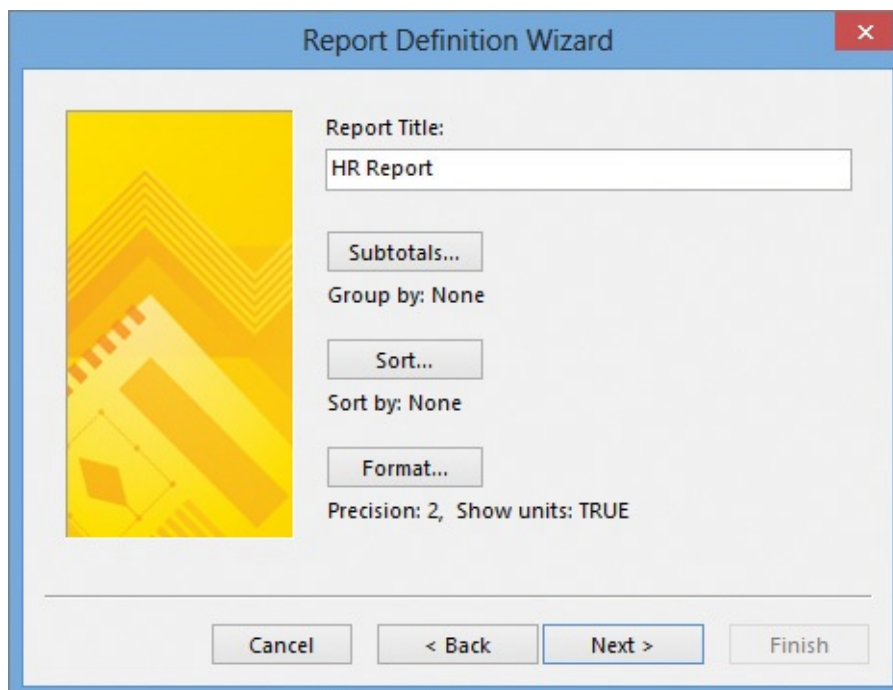 Report Definition Wizard
Report Title:
HR Report
Subtotals...
Group by: None
Sort...
Sort by: None
Format...
Precision: 2, Show units: TRUE
Cancel < Back Next > Finish